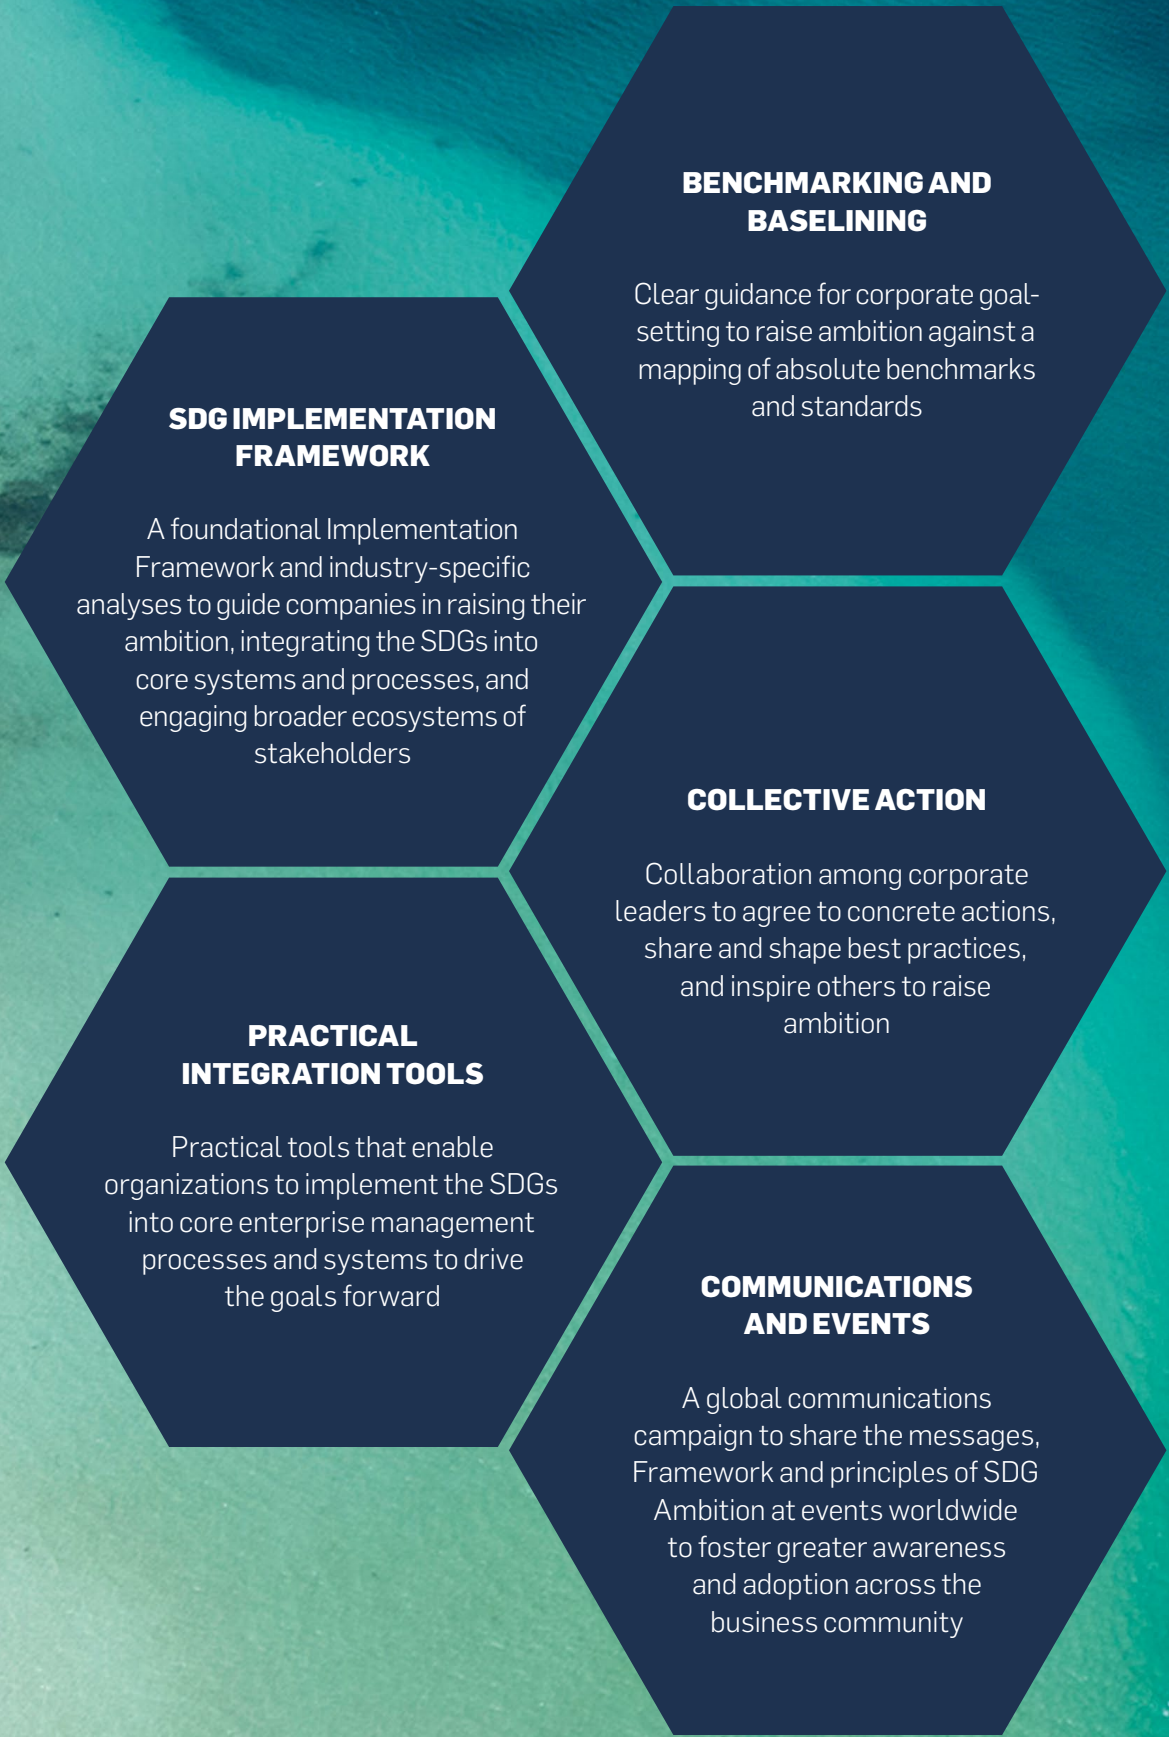 BENCHMARKING AND
BASELINING
Clear guidance for corporate goal-
setting to raise ambition against a
mapping of absolute benchmarks
and standards
SDG IMPLEMENTATION
FRAMEWORK
A foundational Implementation
Framework and industry-specific
analyses to guide companies in raising their
ambition, integrating the SDGs into
core systems and processes, and
engaging broader ecosystems of
stakeholders
COLLECTIVE ACTION
Collaboration among corporate
leaders to agree to concrete actions,
share and shape best practices,
and inspire others to raise
ambition
PRACTICAL
INTEGRATION TOOLS
Practical tools that enable
organizations to implement the SDGs
into core enterprise management
processes and systems to drive
the goals forward
COMMUNICATIONS
AND EVENTS
A global communications
campaign to share the messages,
Framework and principles of SDG
Ambition at events worldwide
to foster greater awareness
and adoption across the
business community